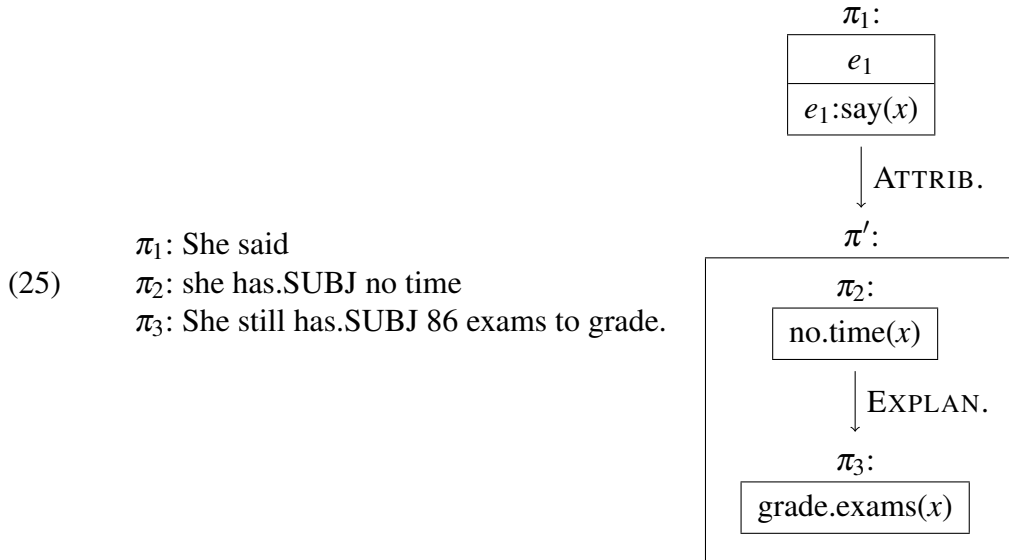 (25)
π₁: She said
π₂: she has.SUBJ no time
π₃: She still has.SUBJ 86 exams to grade.
π₁:
e₁
e₁:say(x)
ATTRIB.
π′:
π₂:
no.time(x)
EXPLAN.
π₃:
grade.exams(x)